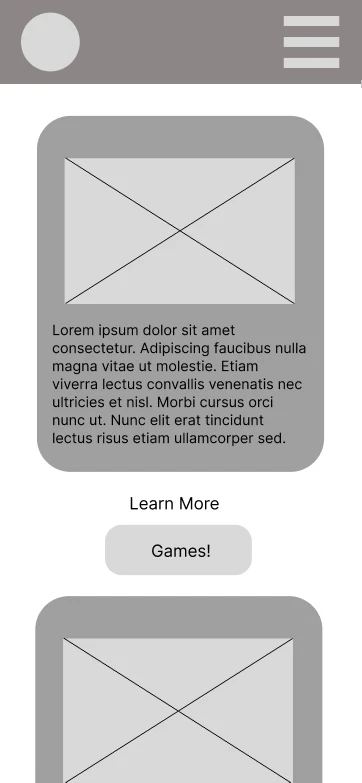 Lorem ipsum dolor sit amet
consectetur. Adipiscing faucibus nulla
magna vitae ut molestie. Etiam
viverra lectus convallis venenatis nec
ultricies et nisl. Morbi cursus orci
nunc ut. Nunc elit erat tincidunt
lectus risus etiam ullamcorper sed.
Learn More
Games!